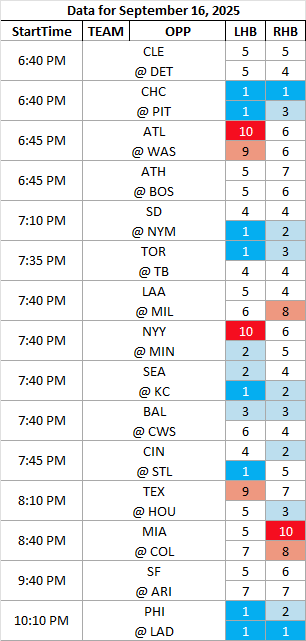 Data for September 16, 2025
StartTime TEAM OPP LHB RHB
6:40 PM CLE 5 5
@ DET 5 4
6:40 PM CHC 1 1
@ PIT 1 3
6:45 PM ATL 10 6
@ WAS 9 6
6:45 PM ATH 5 7
@ BOS 5 6
7:10 PM SD 4 4
@ NYM 1 2
7:35 PM TOR 1 3
@ TB 4 4
7:40 PM LAA 5 4
@ MIL 6 8
7:40 PM NYY 10 6
@ MIN 2 5
7:40 PM SEA 2 4
@ KC 1 2
7:40 PM BAL 3 3
@ CWS 6 4
7:45 PM CIN 4 2
@ STL 1 5
8:10 PM TEX 9 7
@ HOU 5 3
8:40 PM MIA 5 10
@ COL 7 8
9:40 PM SF 5 6
@ ARI 7 7
10:10 PM PHI 1 2
@ LAD 1 1